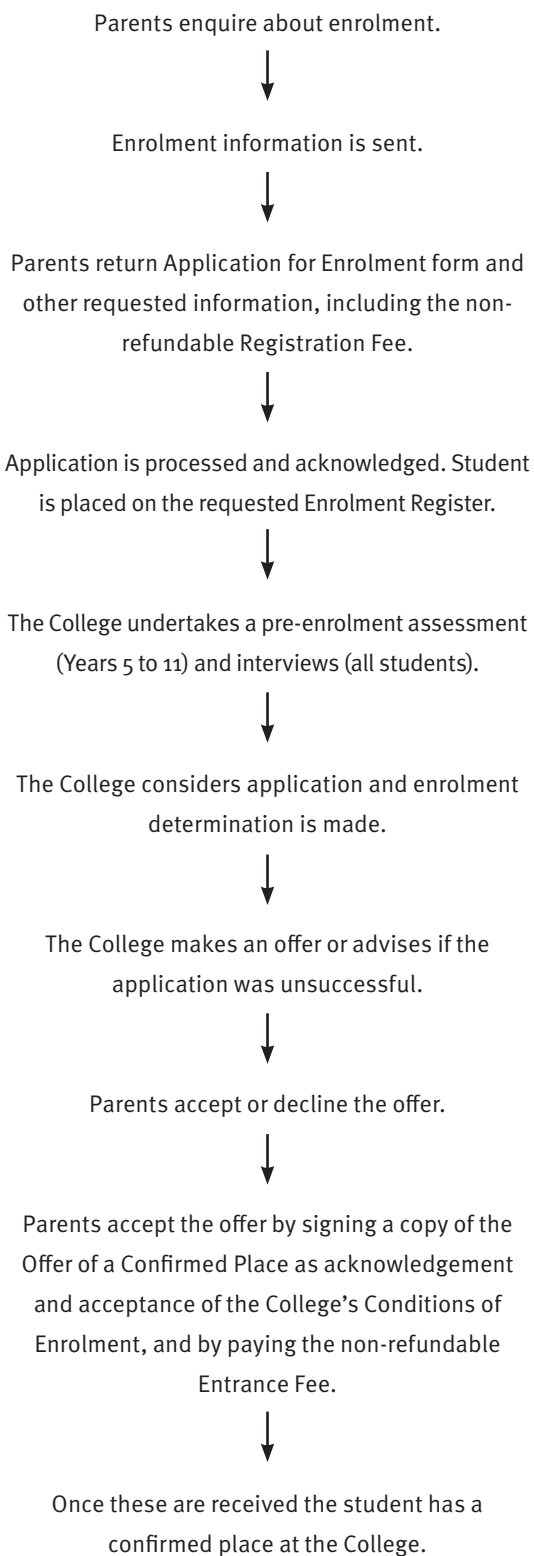 Parents enquire about enrolment.
Enrolment information is sent.
Parents return Application for Enrolment form and
other requested information, including the non-
refundable Registration Fee.
Application is processed and acknowledged. Student
is placed on the requested Enrolment Register.
The College undertakes a pre-enrolment assessment
(Years 5 to 11) and interviews (all students).
The College considers application and enrolment
determination is made.
The College makes an offer or advises if the
application was unsuccessful.
Parents accept or decline the offer.
Parents accept the offer by signing a copy of the
Offer of a Confirmed Place as acknowledgement
and acceptance of the College’s Conditions of
Enrolment, and by paying the non-refundable
Entrance Fee.
Once these are received the student has a
confirmed place at the College.